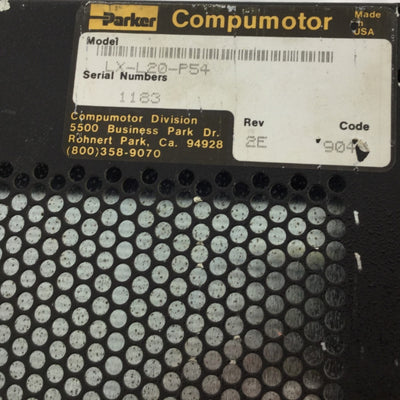 Parker Compumotor Made in USA
Model
LX-L20-P54
Serial Numbers
1183
Compumotor Division
5500 Business Park Dr.
Rohnert Park, Ca. 94928
(800)358-9070
Rev Code
2E